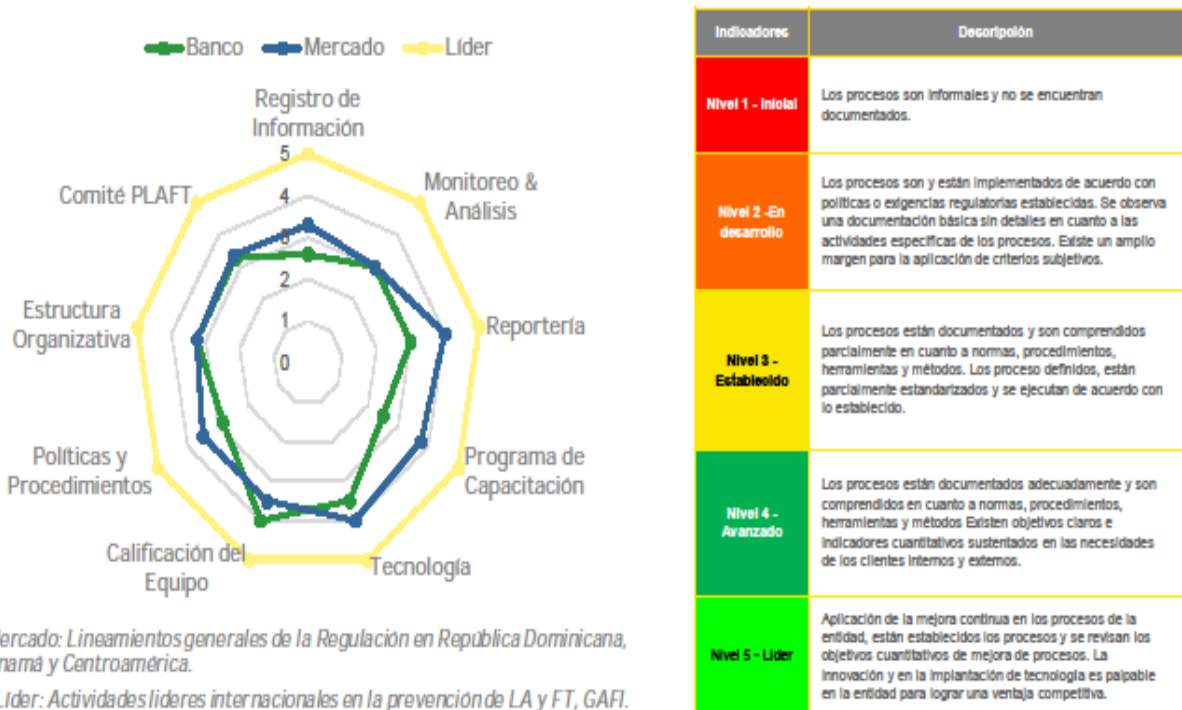 Banco Mercado Líder
Registro de
Información
Monitoreo &
Análisis
Reportería
Programa de
Capacitación
Tecnología
Calificación del
Equipo
Políticas y
Procedimientos
Estructura
Organizativa
Comité PLAFT
5
4
3
2
1
0
ercado: Lineamientos generales de la Regulación en República Dominicana,
namá y Centroamérica.
Líder: Actividades líderes internacionales en la prevención de LA y FT, GAFI.
Indicadores Descripción
Nivel 1 - Inicial
Los procesos son informales y no se encuentran
documentados.
Nivel 2 -En
desarrollo
Los procesos son y están implementados de acuerdo con
políticas o exigencias regulatorias establecidas. Se observa
una documentación básica sin detalles en cuanto a las
actividades específicas de los procesos. Existe un amplio
margen para la aplicación de criterios subjetivos.
Nivel 3 -
Establecido
Los procesos están documentados y son comprendidos
parcialmente en cuanto a normas, procedimientos,
herramientas y métodos. Los proceso definidos, están
parcialmente estandarizados y se ejecutan de acuerdo con
lo establecido.
Nivel 4 -
Avanzado
Los procesos están documentados adecuadamente y son
comprendidos en cuanto a normas, procedimientos,
herramientas y métodos Existen objetivos claros e
indicadores cuantitativos sustentados en las necesidades
de los clientes internos y externos.
Nivel 5 - Lider
Aplicación de la mejora continua en los procesos de la
entidad, están establecidos los procesos y se revisan los
objetivos cuantitativos de mejora de procesos. La
innovación y en la implantación de tecnología es palpable
en la entidad para lograr una ventaja competitiva.